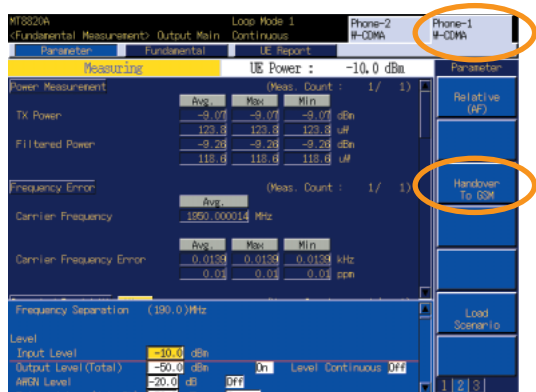 MT8820A Loop Mode 1 Phone-2 Phone-1
<Fundamental Measurement> Output Main Continuous W-CDMA W-CDMA
Parameter Fundamental UE Report
Measuring UE Power : -10.0 dBm Parameter
Power Measurement (Meas. Count : 1/ 1)
Avg. Max Min
Relative
(AF)
TX Power -9.07 -9.07 -9.07 dBm
123.8 123.8 123.8 uW
Filtered Power -9.26 -9.26 -9.26 dBm
118.6 118.6 118.6 uW
Handover
To GSM
Frequency Error (Meas. Count : 1/ 1)
Avg.
Carrier Frequency 1950.000014 MHz
Avg. Max Min
Carrier Frequency Error 0.0139 0.0139 0.0139 kHz
0.01 0.01 0.01 ppm
Frequency Separation (190.0)MHz
Load
Scenario
Level
Input Level -10.0 dBm
Output Level(Total) -50.0 dBm On Level Continuous Off
AWGN Level -20.0 dB Off
1 2 3